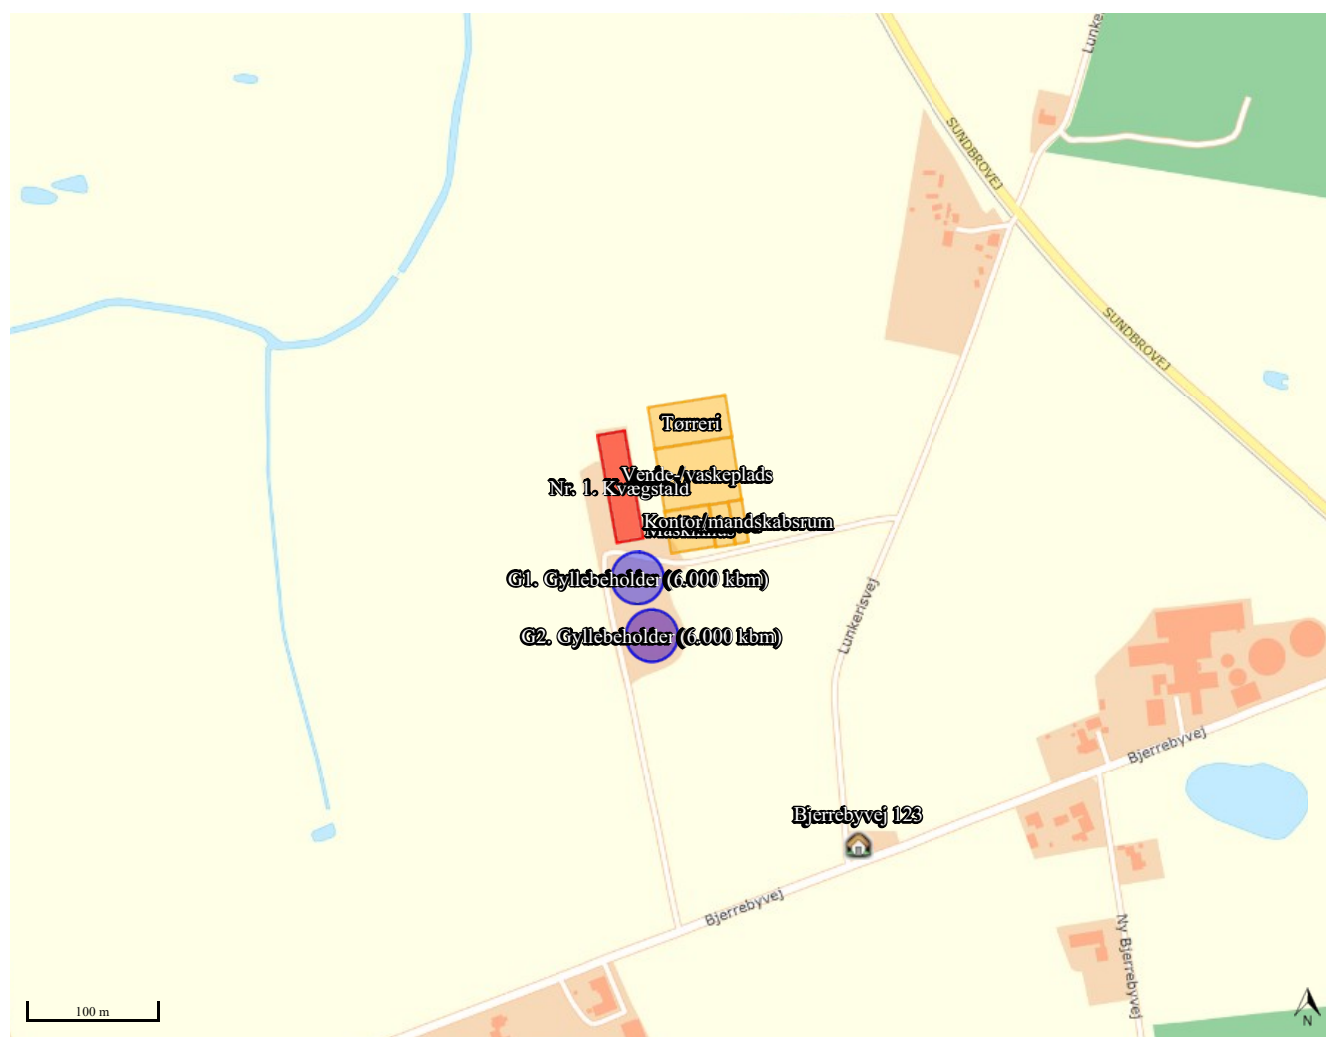 Lunke
SUNDBROVEJ
SUNDBROVEJ
Tørreri
Vende-/vaskeplads
Nr. 1. Kvægstald
Kontor/mandskabsrum
G1. Gyllebeholder (6.000 kbm)
Lunkerisvej
G2. Gyllebeholder (6.000 kbm)
Bjerrebyvej
Bjerrebyvej 123
Bjerrebyvej
Ny Bjerrebyvej
100 m
N